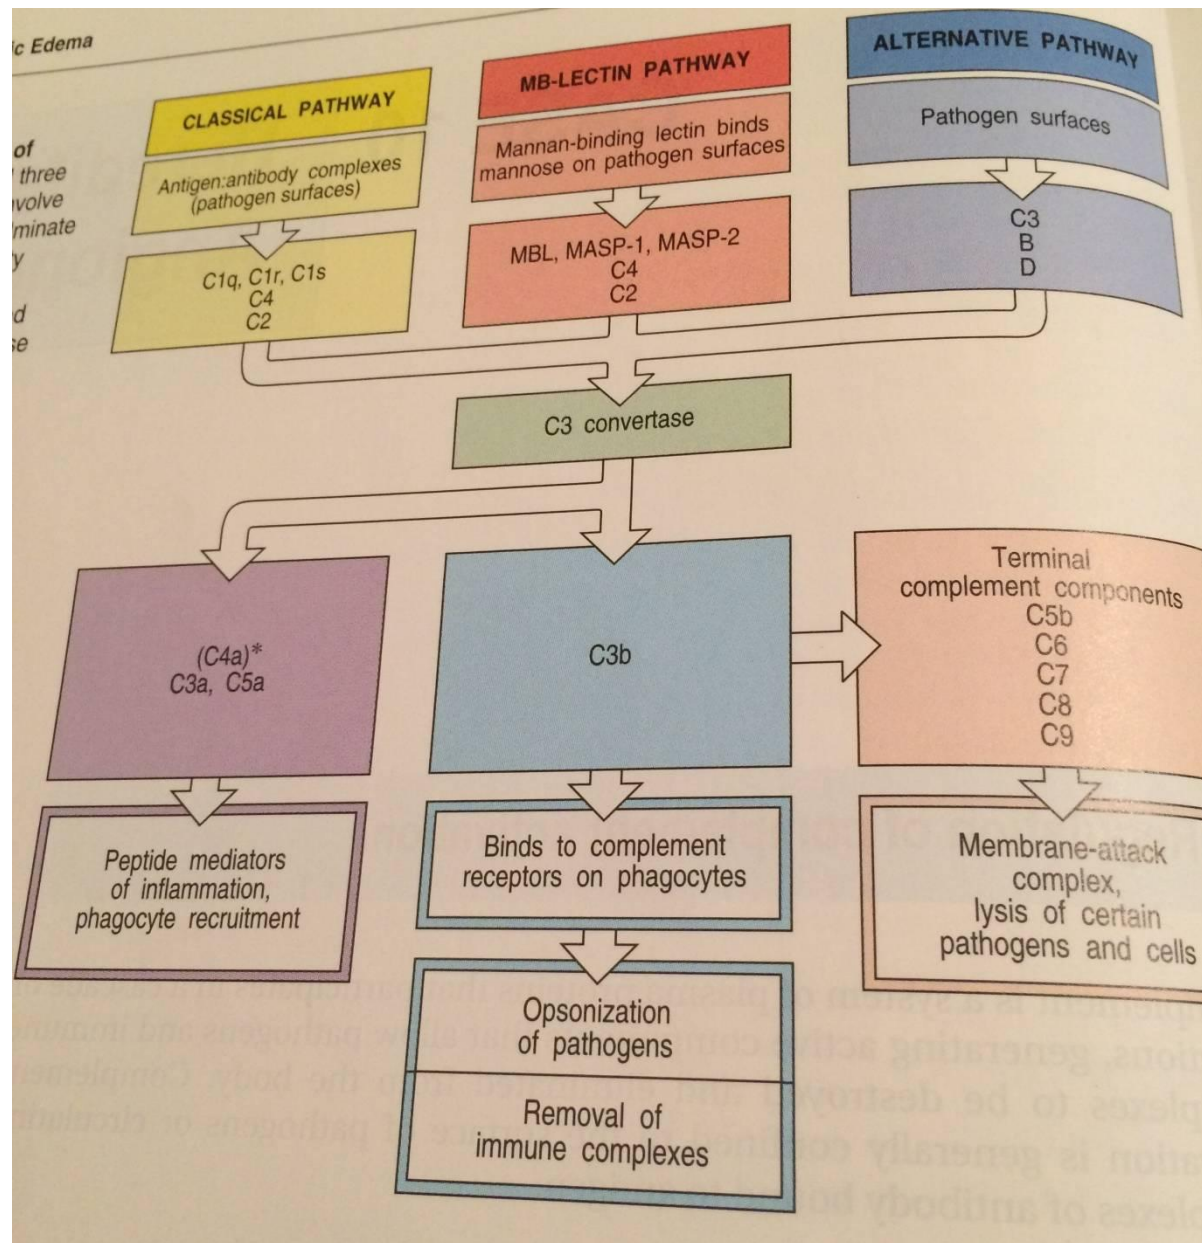 ic Edema
of
three
volve
minate
y
d
se
CLASSICAL PATHWAY
Antigen:antibody complexes
(pathogen surfaces)
C1q, C1r, C1s
C4
C2
MB-LECTIN PATHWAY
Mannan-binding lectin binds
mannose on pathogen surfaces
MBL, MASP-1, MASP-2
C4
C2
ALTERNATIVE PATHWAY
Pathogen surfaces
C3
B
D
C3 convertase
(C4a)*
C3a, C5a
Peptide mediators
of inflammation,
phagocyte recruitment
C3b
Binds to complement
receptors on phagocytes
Opsonization
of pathogens
Removal of
immune complexes
Terminal
complement components
C5b
C6
C7
C8
C9
Membrane-attack
complex,
lysis of certain
pathogens and cells